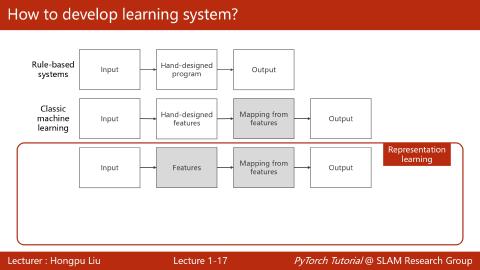 How to develop learning system?
Rule-based
systems
Input
Hand-designed
program
Output
Classic
machine
learning
Input
Hand-designed
features
Mapping from
features
Output
Representation
learning
Input
Features
Mapping from
features
Output
Lecturer : Hongpu Liu
Lecture 1-17
PyTorch Tutorial @ SLAM Research Group